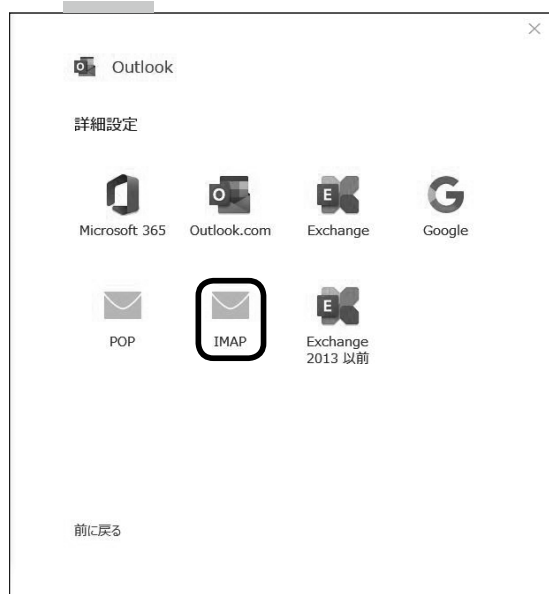 Outlook
詳細設定
Microsoft 365
Outlook.com
Exchange
Google
POP
IMAP
Exchange
2013 以前
前に戻る